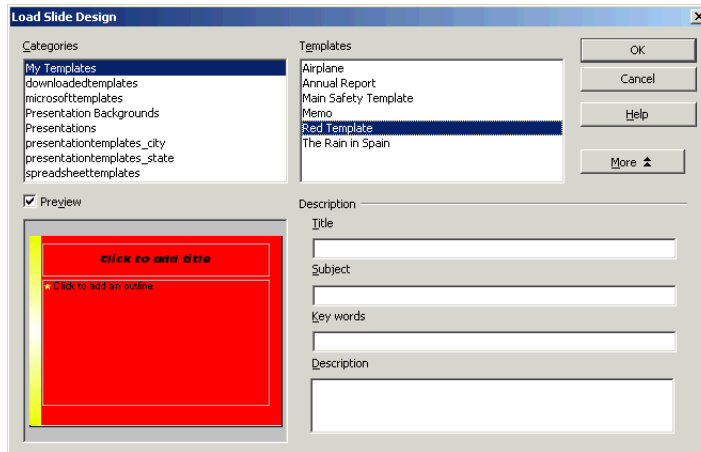 Load Slide Design
Categories
My Templates
downloadedtemplates
microsofttemplates
Presentation Backgrounds
Presentations
presentationtemplates_city
presentationtemplates_state
spreadsheettemplates
Templates
Airplane
Annual Report
Main Safety Template
Memo
Red Template
The Rain in Spain
OK
Cancel
Help
More
Preview
Click to add title
Click to add an outline
Description
Title
Subject
Key words
Description